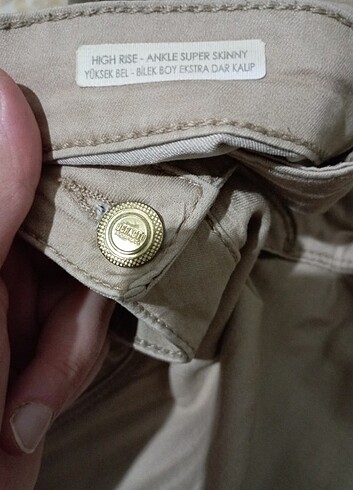 HIGH RISE - ANKLE SUPER SKINNY
YÜKSEK BEL - BİLEK BOY EKSTRA DAR KALIP